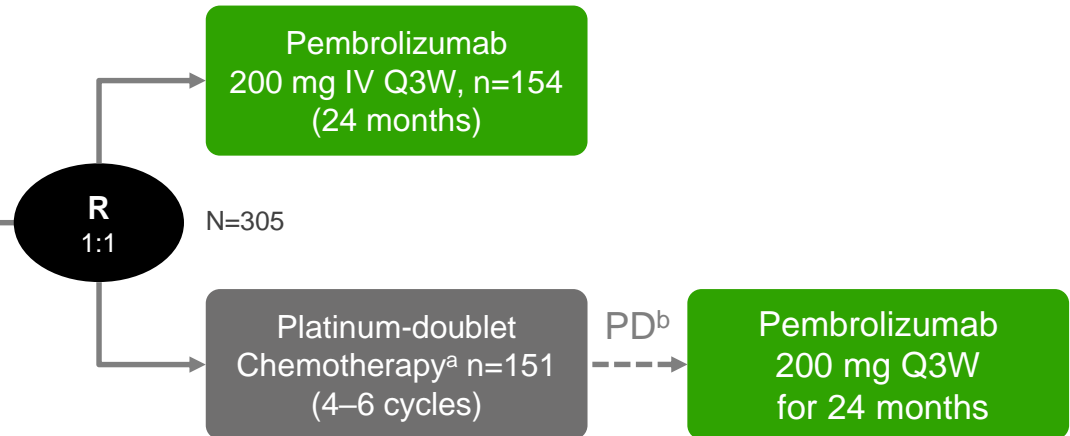 Pembrolizumab
200 mg IV Q3W, n=154
(24 months)
R
1:1
N=305
Platinum-doublet
Chemotherapyᵃ n=151
(4–6 cycles)
PDᵇ
Pembrolizumab
200 mg Q3W
for 24 months